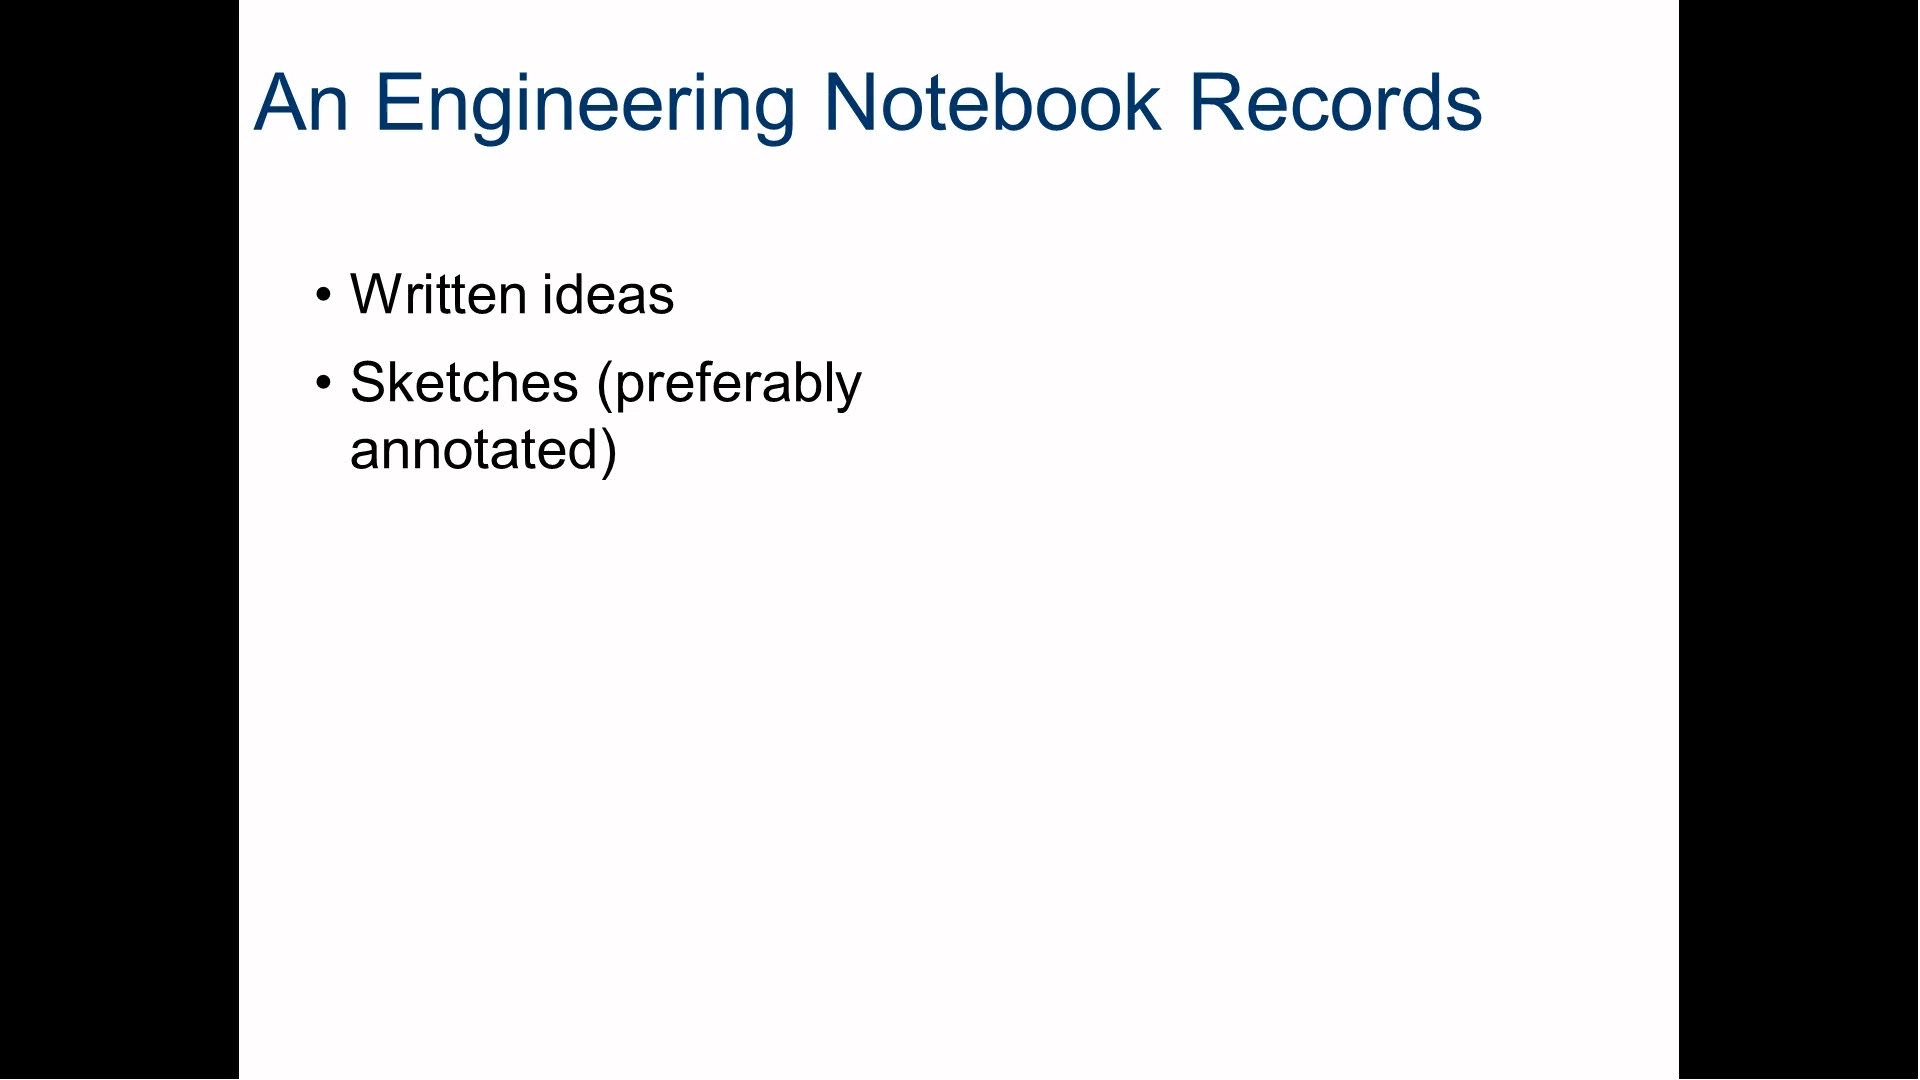 An Engineering Notebook Records
• Written ideas
• Sketches (preferably
annotated)